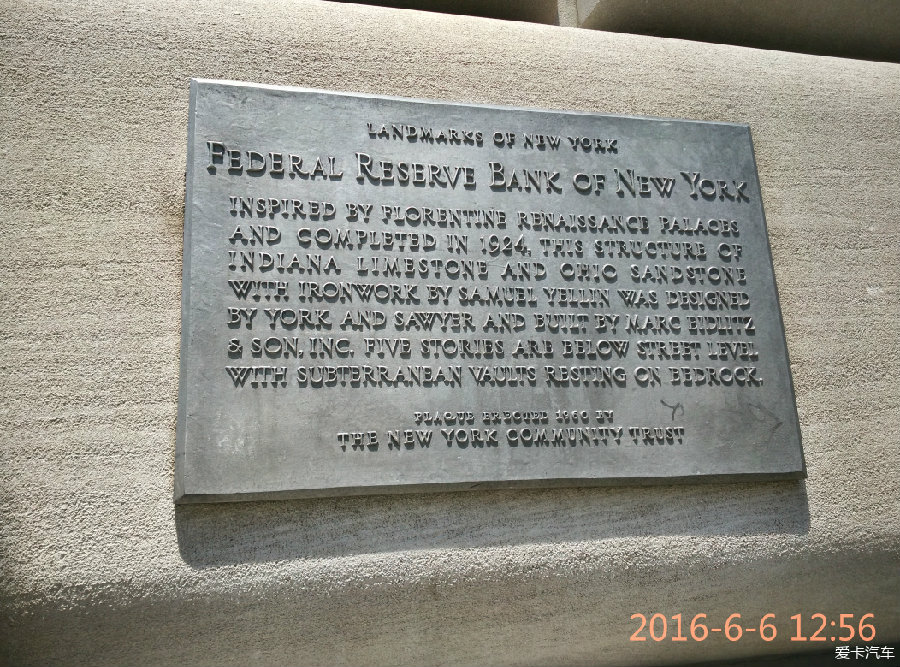 LANDMARKS OF NEW YORK
FEDERAL RESERVE BANK OF NEW YORK
INSPIRED BY FLORENTINE RENAISSANCE PALACES
AND COMPLETED IN 1924, THIS STRUCTURE OF
INDIANA LIMESTONE AND OHIO SANDSTONE
WITH IRONWORK BY SAMUEL YELLIN WAS DESIGNED
BY YORK AND SAWYER AND BUILT BY MARC EIDLITZ
& SON, INC. FIVE STORIES ARE BELOW STREET LEVEL
WITH SUBTERRANEAN VAULTS RESTING ON BEDROCK.
PLAQUE ERECTED 1960 BY
THE NEW YORK COMMUNITY TRUST
2016-6-6 12:56
爱卡汽车